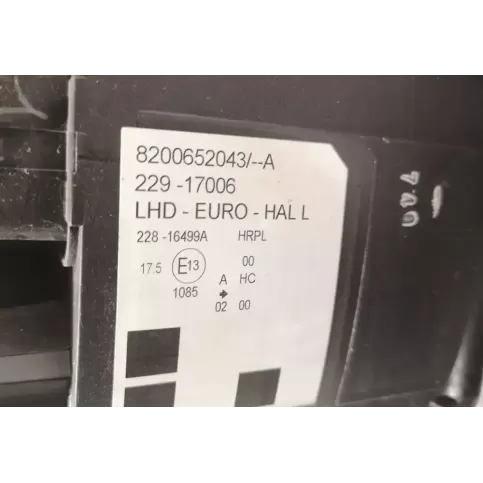 8200652043/--A
229 -17006
LHD - EURO - HAL L
228 -16499A HRPL
00
17.5 E13 A HC
1085 02 00